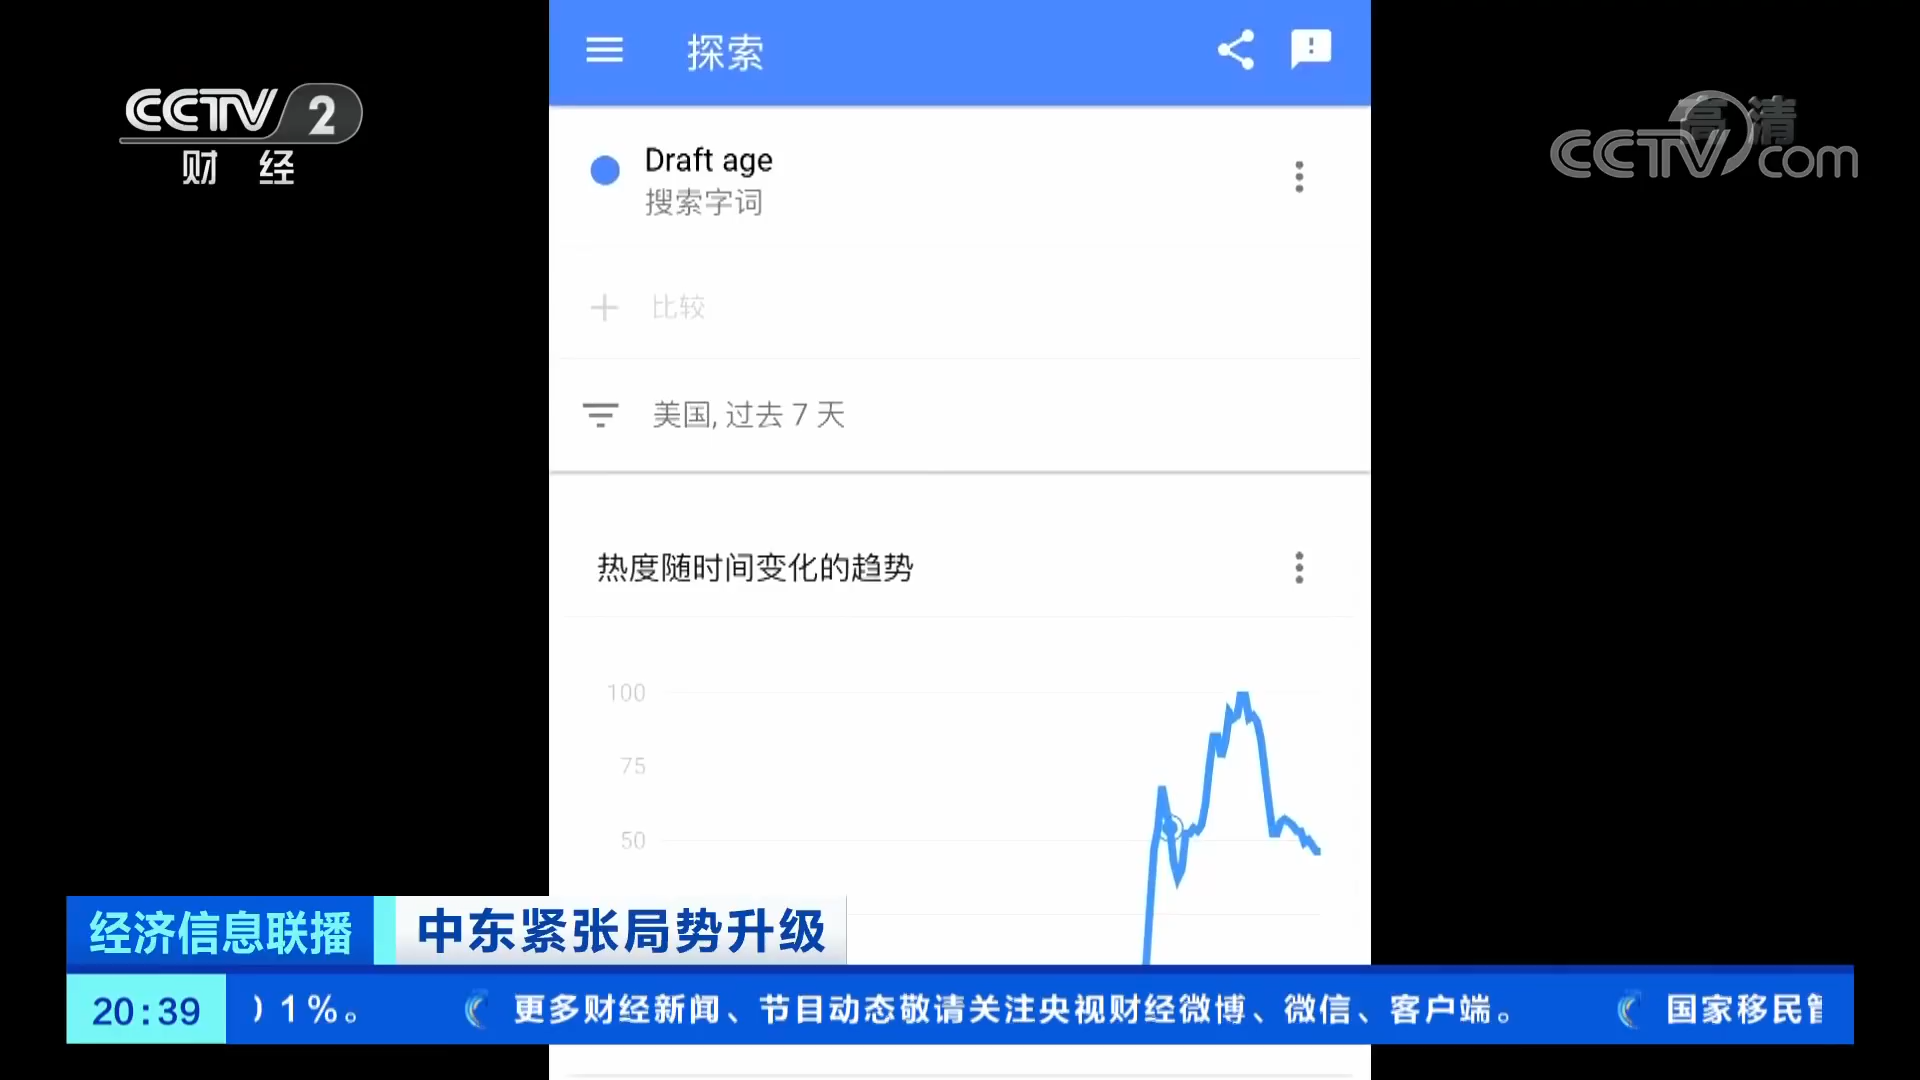 探索
CCTV 2
财 经
高清
CCTV.com
Draft age
搜索字词
比较
美国, 过去 7 天
热度随时间变化的趋势
100
75
50
经济信息联播
中东紧张局势升级
20:39
1%。
更多财经新闻、节目动态敬请关注央视财经微博、微信、客户端。
国家移民